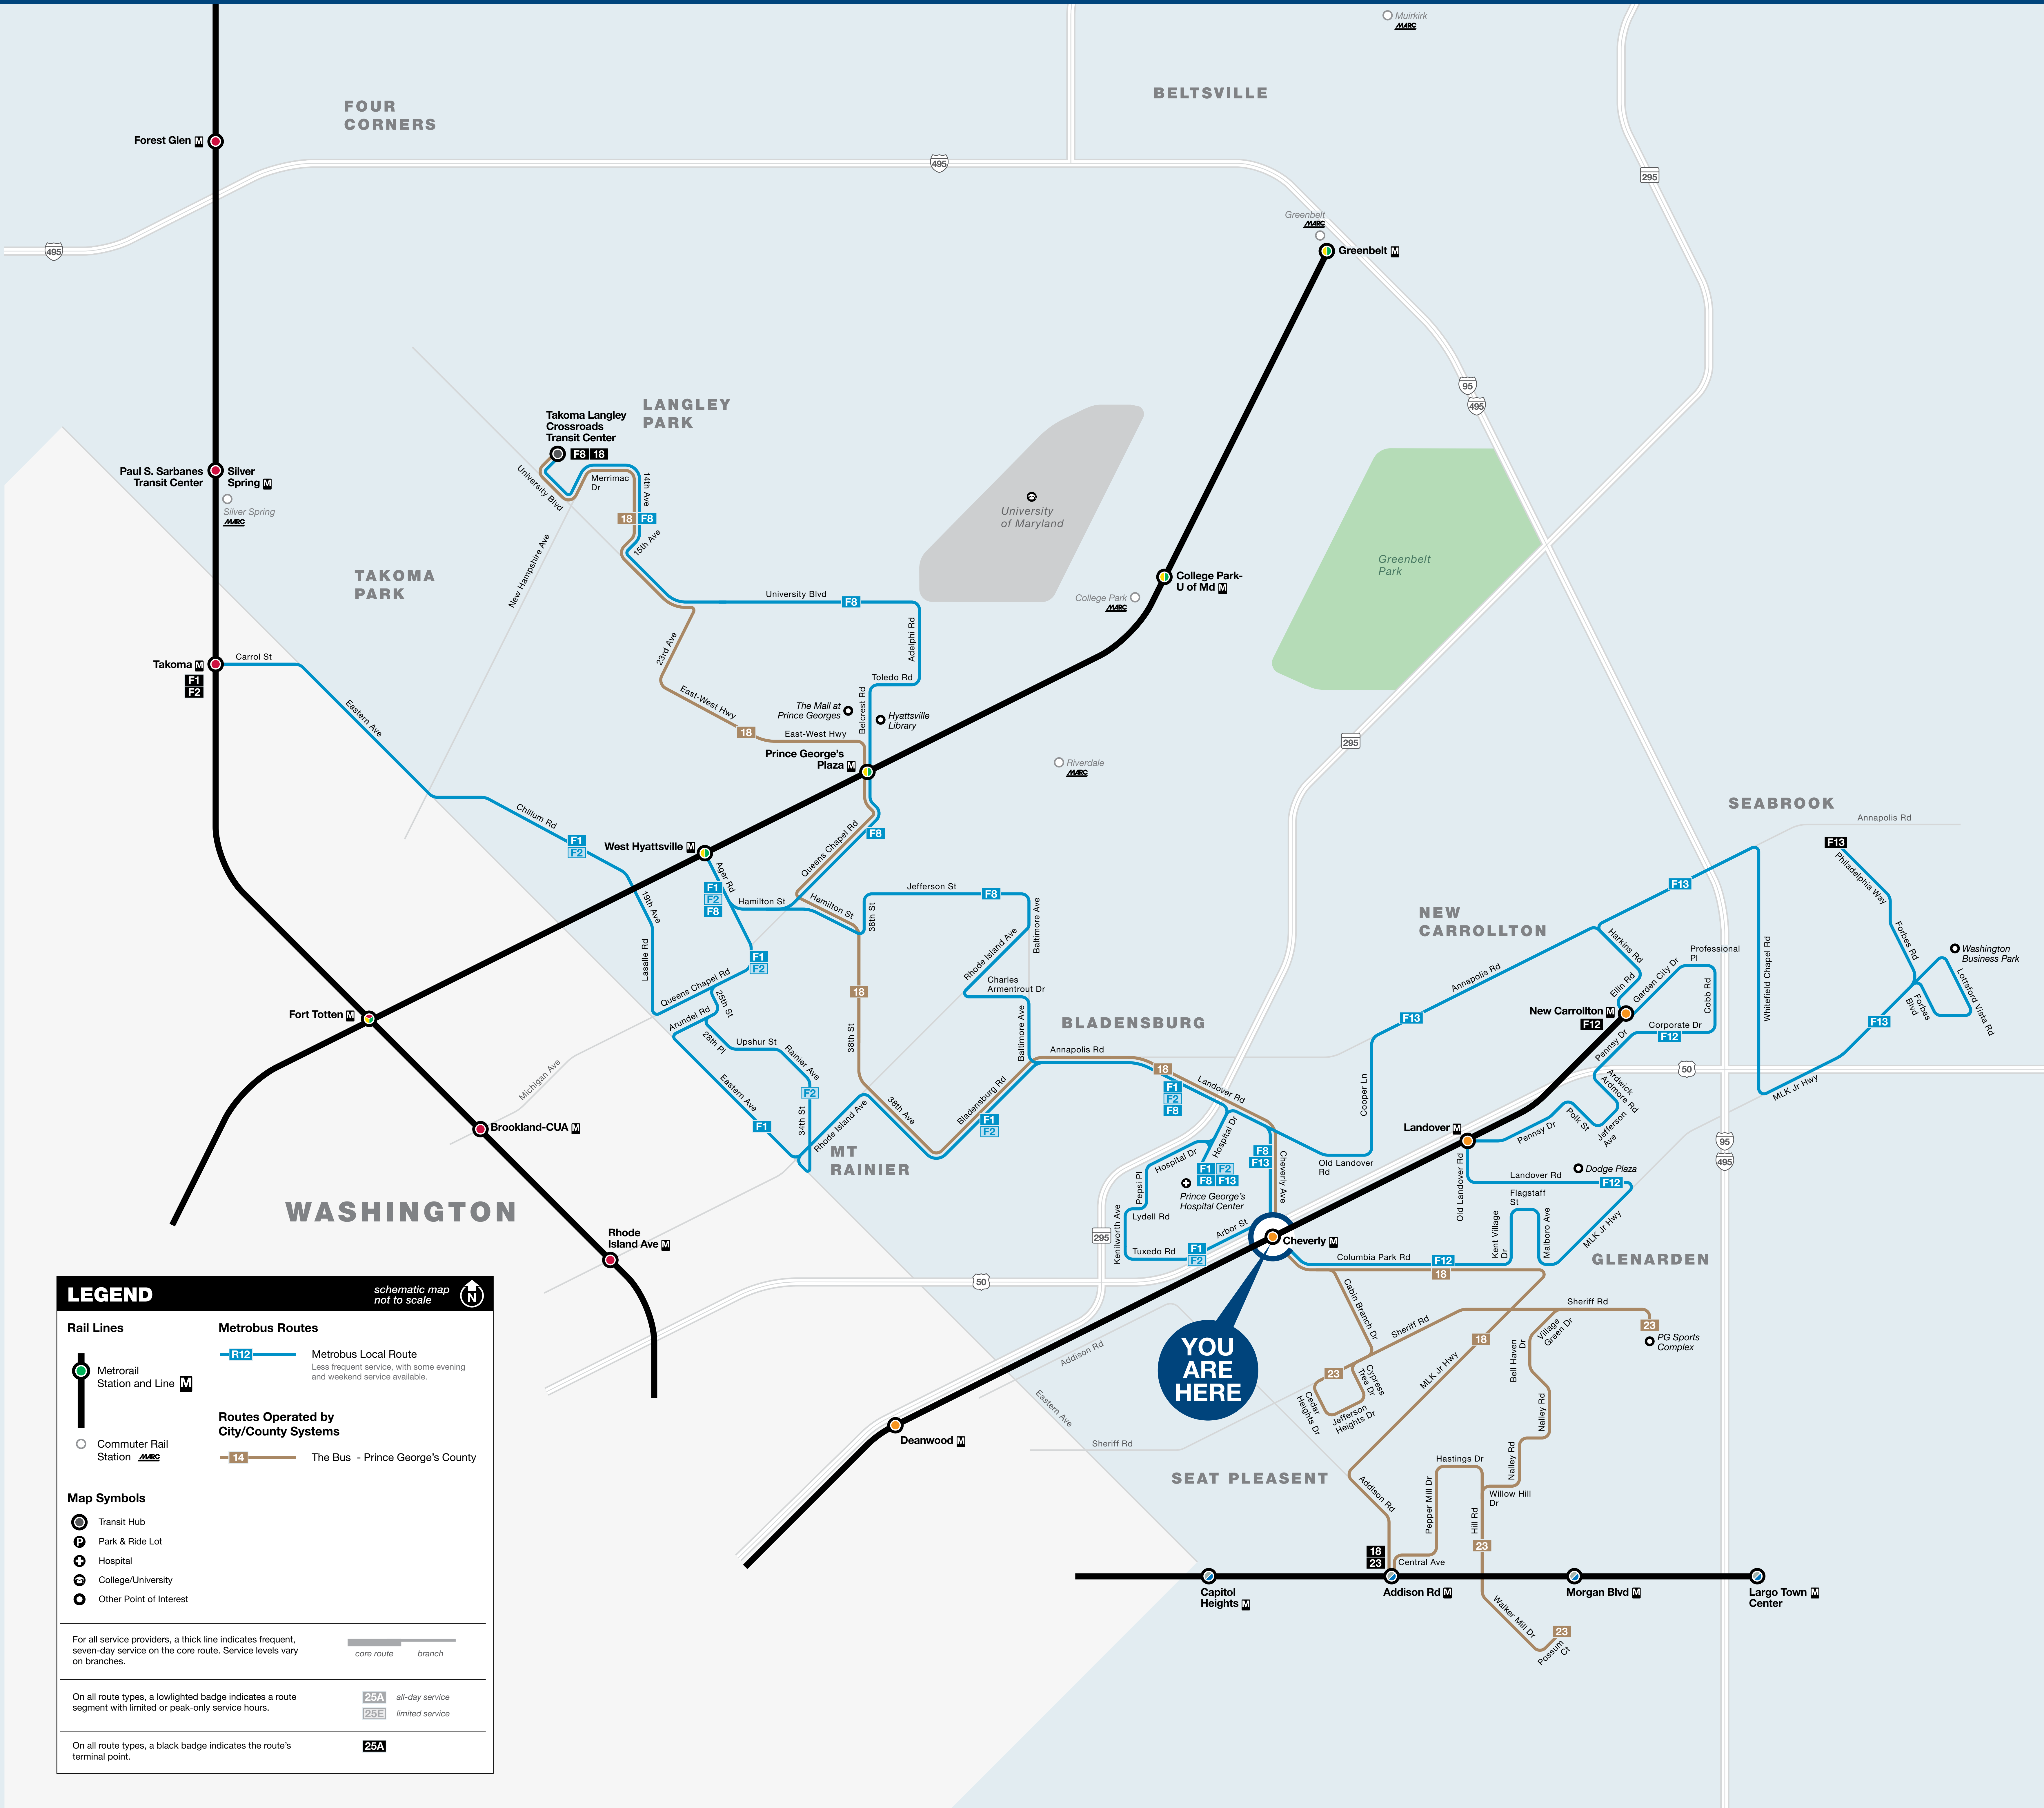 Muirkirk
MARC
FOUR
CORNERS
BELTSVILLE
Forest Glen M
495
295
495
Greenbelt
MARC
Greenbelt M
95
495
LANGLEY
PARK
Takoma Langley
Crossroads
Transit Center
F8 18
University Blvd
Merrimac
Dr
14th Ave
18 F8
15th Ave
Paul S. Sarbanes
Transit Center
Silver
Spring M
Silver Spring
MARC
University
of Maryland
Greenbelt
Park
New Hampshire Ave
TAKOMA
PARK
College Park-
U of Md M
College Park
MARC
University Blvd
F8
Adelphi Rd
23rd Ave
Takoma M
F1
F2
Carrol St
Eastern Ave
Toledo Rd
Belcrest Rd
East-West Hwy
18
East-West Hwy
The Mall at
Prince Georges
Hyattsville
Library
Prince George's
Plaza M
295
Riverdale
MARC
SEABROOK
Annapolis Rd
Chillum Rd
F1
F2
West Hyattsville M
Queens Chapel Rd
F8
F13
Philadelphia Way
Ager Rd
F1
F2
F8
Hamilton St
Hamilton St
Jefferson St
F8
38th St
Baltimore Ave
19th Ave
Lasalle Rd
F13
NEW
CARROLLTON
Harkins Rd
Professional
Pl
Forbes Rd
Washington
Business Park
F1
F2
Queens Chapel Rd
Rhode Island Ave
Charles
Armentrout Dr
18
Annapolis Rd
Ellin Rd
Garden City Dr
Cobb Rd
Whitefield Chapel Rd
Lottsford Vista Rd
Forbes
Blvd
Fort Totten M
25th St
Arundel Rd
28th Pl
Upshur St
Rainier Ave
38th St
Baltimore Ave
BLADENSBURG
Annapolis Rd
F13
New Carrollton M
F12
Corporate Dr
F12
Pennsy Dr
F13
Michigan Ave
Eastern Ave
F2
F1
34th St
Rhode Island Ave
38th Ave
Bladensburg Rd
F1
F2
18
F1
F2
F8
Landover Rd
Cooper Ln
50
Ardwick
Ardmore Rd
MLK Jr Hwy
Brookland-CUA M
MT
RAINIER
Hospital Dr
Hospital Dr
F8
F13
Cheverly Ave
Old Landover
Rd
Landover M
Pennsy Dr
Polk St
Jefferson
Ave
95
495
F1 F2
F8 F13
Prince George's
Hospital Center
Pepsi Pl
Lydell Rd
Kenilworth Ave
Tuxedo Rd
F1
F2
Arbor St
Old Landover Rd
Landover Rd
F12
Dodge Plaza
Flagstaff
St
Kent Village
Dr
Malboro Ave
MLK Jr Hwy
WASHINGTON
Rhode
Island Ave M
295
Cheverly M
Columbia Park Rd
F12
18
GLENARDEN
50
YOU
ARE
HERE
Addison Rd
Eastern Ave
Sheriff Rd
Cabin Branch Dr
Sheriff Rd
Sheriff Rd
23
PG Sports
Complex
18
MLK Jr Hwy
Bell Haven
Dr
Village
Green Dr
23
Cypress
Tree Dr
Cedar
Heights Dr
Jefferson
Heights Dr
Nalley Rd
Nalley Rd
Deanwood M
SEAT PLEASENT
Hastings Dr
Pepper Mill Dr
Willow Hill
Dr
Hill Rd
Addison Rd
23
18
23
Central Ave
Capitol
Heights M
Addison Rd M
Morgan Blvd M
Largo Town M
Center
Walker Mill Dr
23
Possum
Ct
LEGEND
schematic map
not to scale
N
Rail Lines
Metrorail
Station and Line M
Commuter Rail
Station MARC
Metrobus Routes
R12
Metrobus Local Route
Less frequent service, with some evening
and weekend service available.
Routes Operated by
City/County Systems
14
The Bus - Prince George's County
Map Symbols
Transit Hub
P
Park & Ride Lot
Hospital
College/University
Other Point of Interest
For all service providers, a thick line indicates frequent,
seven-day service on the core route. Service levels vary
on branches.
core route
branch
On all route types, a lowlighted badge indicates a route
segment with limited or peak-only service hours.
25A all-day service
25E limited service
On all route types, a black badge indicates the route's
terminal point.
25A